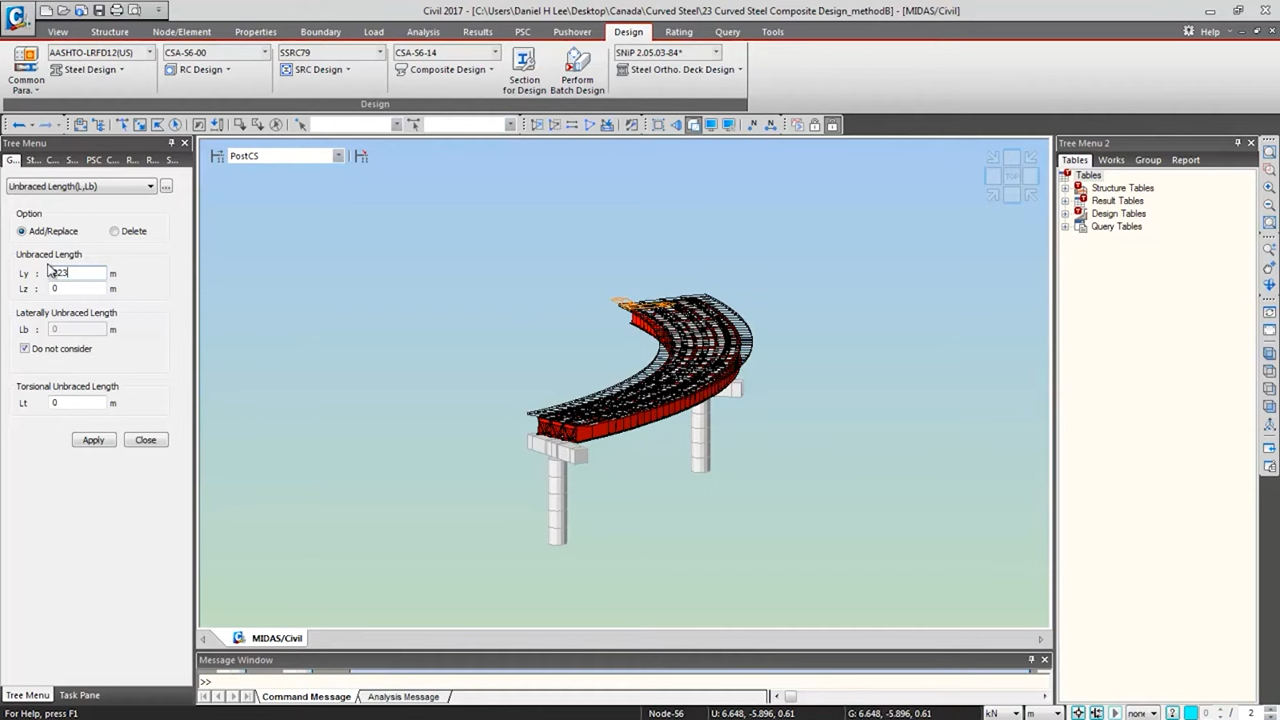 Civil 2017 - [C:\Users\Daniel H Lee\Desktop\Canada\Curved Steel\23 Curved Steel Composite Design_methodB] - [MIDAS/Civil]
View Structure Node/Element Properties Boundary Load Analysis Results PSC Pushover Design Rating Query Tools Help
AASHTO-LRFD12(US) CSA-S6-00 SSRC79 CSA-S6-14 SNiP 2.05.03-84*
Steel Design RC Design SRC Design Composite Design Steel Ortho. Deck Design
Common Para.
Section for Design
Perform Batch Design
Design
Tree Menu
G... St... C... S... PSC C... R... R... S...
Unbraced Length(L,Lb) ...
Option
Add/Replace Delete
Unbraced Length
Ly : 223 m
Lz : 0 m
Laterally Unbraced Length
Lb : 0 m
Do not consider
Torsional Unbraced Length
Lt 0 m
Apply Close
PostCS
TOP
Tree Menu 2
Tables Works Group Report
Tables
Structure Tables
Result Tables
Design Tables
Query Tables
MIDAS/Civil
Message Window
>>
Tree Menu Task Pane
Command Message Analysis Message
For Help, press F1
Node-56
U: 6.648, -5.896, 0.61
G: 6.648, -5.896, 0.61
kN m none ? 0 / 2